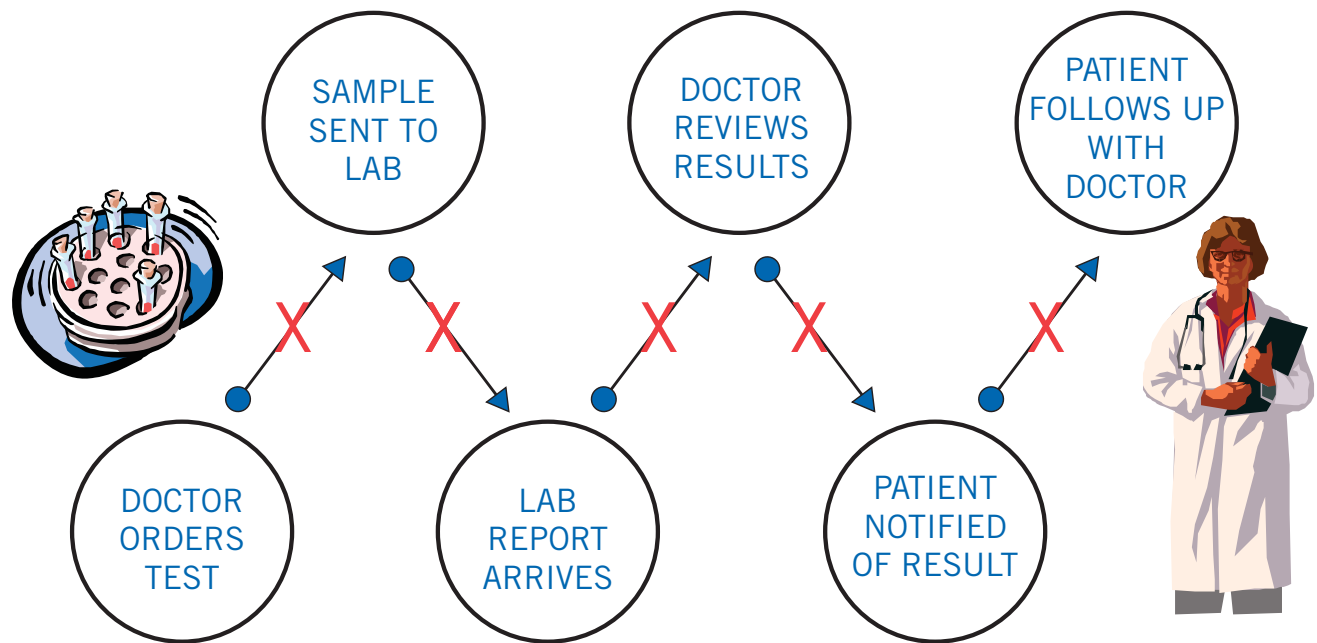 DOCTOR
ORDERS
TEST
X
SAMPLE
SENT TO
LAB
X
LAB
REPORT
ARRIVES
X
DOCTOR
REVIEWS
RESULTS
X
PATIENT
NOTIFIED
OF RESULT
X
PATIENT
FOLLOWS UP
WITH
DOCTOR